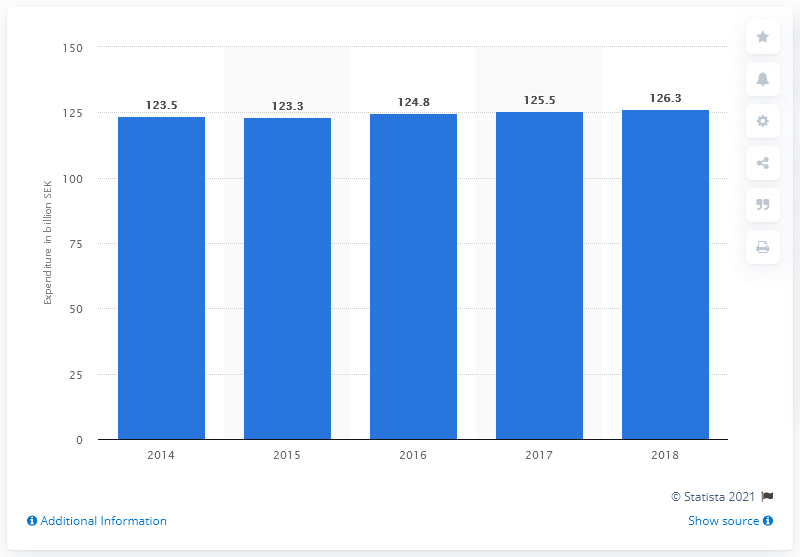 150
125
100
75
50
25
0
Expenditure in billion SEK
123.5
123.3
124.8
125.5
126.3
2014 2015 2016 2017 2018
© Statista 2021
Additional Information
Show source